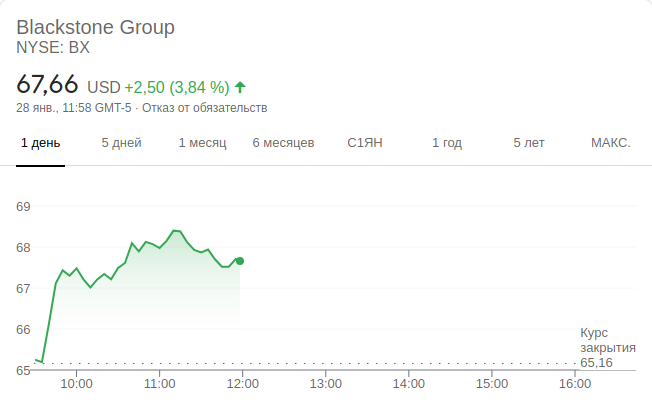 Blackstone Group
NYSE: BX
67,66 USD +2,50 (3,84 %)
28 янв., 11:58 GMT-5 · Отказ от обязательств
1 день 5 дней 1 месяц 6 месяцев С1ЯН 1 год 5 лет МАКС.
69
68
67
66
65
Курс
закрытия
65,16
10:00 11:00 12:00 13:00 14:00 15:00 16:00